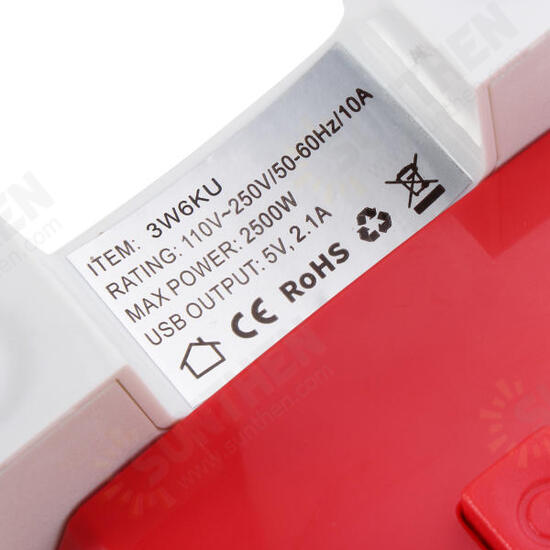 ITEM: 3W6KU
RATING: 110V~250V/50-60Hz/10A
MAX POWER: 2500W
USB OUTPUT: 5V, 2.1A
CE RoHS
SUNTHEN
www.sunthen.com